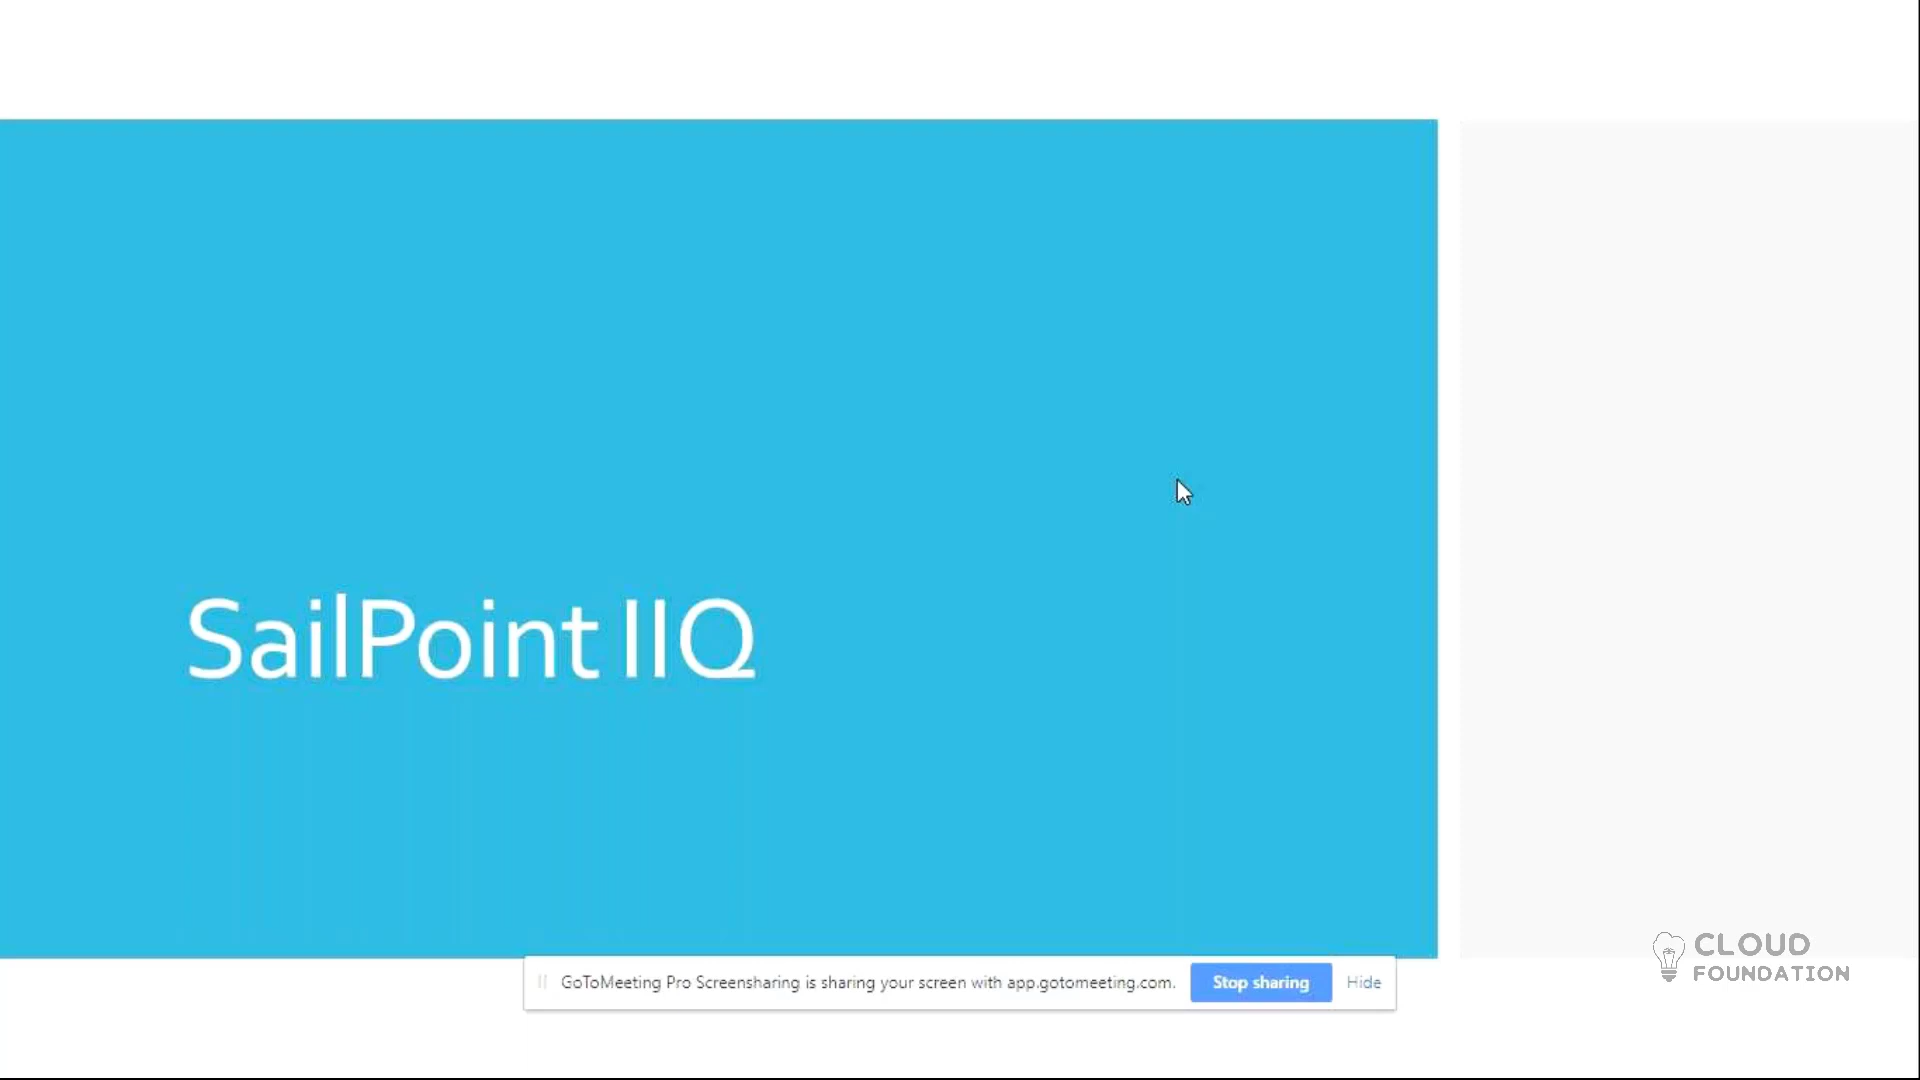 SailPoint IIQ
GoToMeeting Pro Screensharing is sharing your screen with app.gotomeeting.com. Stop sharing Hide
CLOUD
FOUNDATION